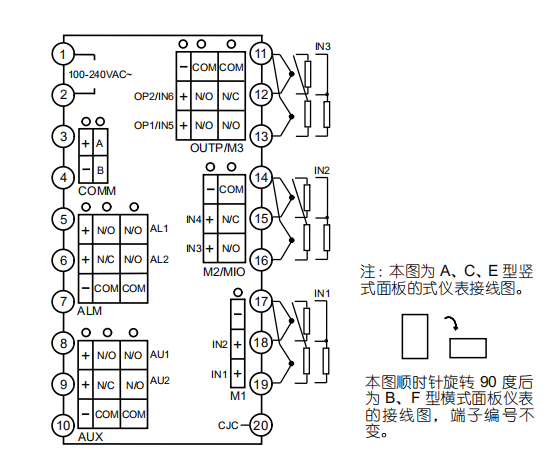 1
100-240VAC~
2
3
+ A
4
− B
COMM
5
+ N/O N/O AL1
6
+ N/C N/O AL2
7
− COM COM
ALM
8
+ N/O N/O AU1
9
+ N/C N/O AU2
− COM COM
10
AUX
− COM COM
OP2/IN6 + N/O N/C
OP1/IN5 + N/O N/O
OUTP/M3
− COM
IN4 + N/C
IN3 + N/O
M2/MIO
−
IN2 +
IN1 +
M1
CJC
11
IN3
12
13
14
IN2
15
16
17
IN1
18
19
20
注：本图为 A、C、E 型竖
式面板的式仪表接线图。
本图顺时针旋转 90 度后
为 B、F 型横式面板仪表
的接线图，端子编号不
变。